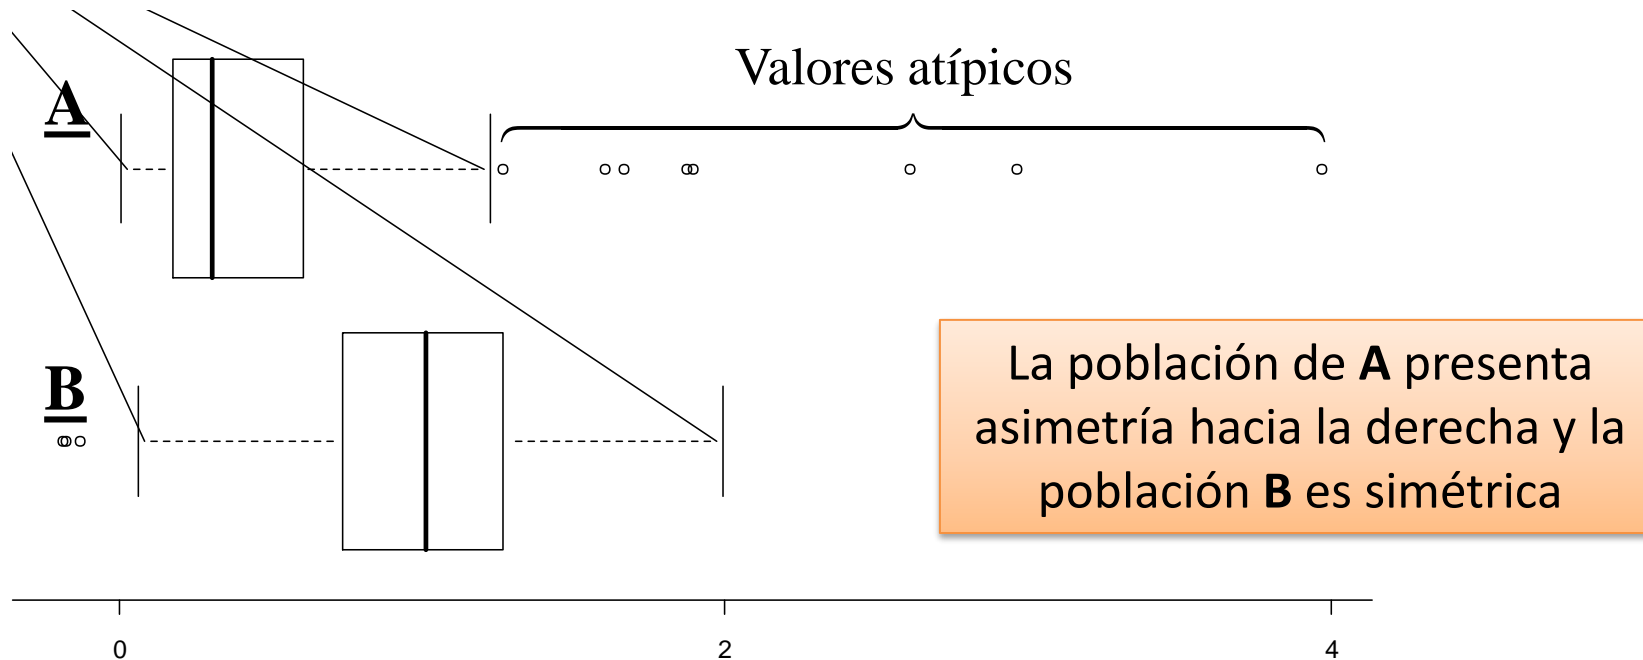 Valores atípicos
A
B
La población de A presenta
asimetría hacia la derecha y la
población B es simétrica
0
2
4